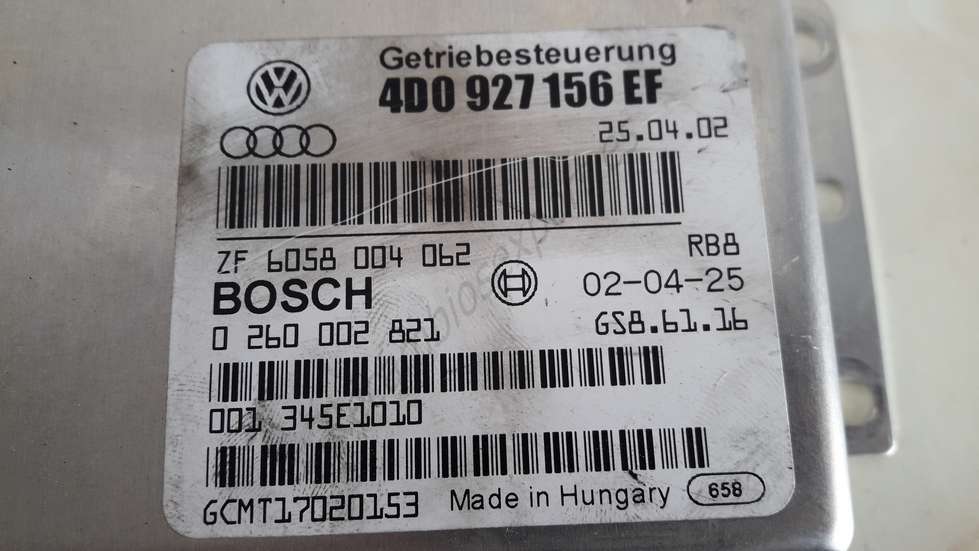 Getriebesteuerung
4D0 927 156 EF
25.04.02
ZF 6058 004 062
RB8
BOSCH
02-04-25
0 260 002 821
GS8.61.16
001 345E1010
GCMT17020153
Made in Hungary
658